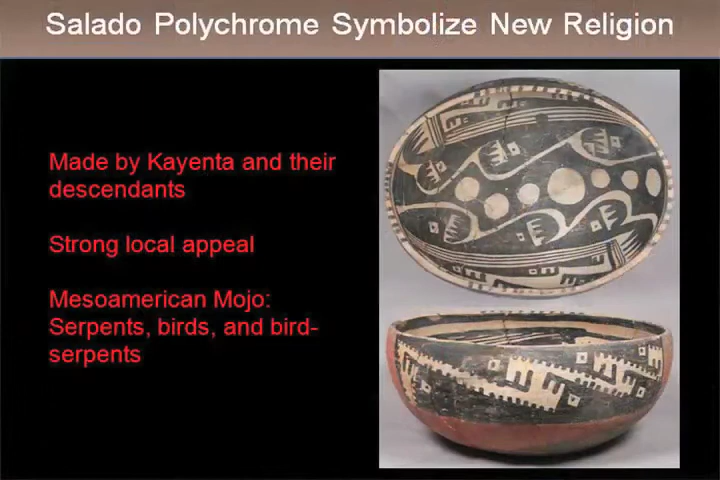 Salado Polychrome Symbolize New Religion
Made by Kayenta and their
descendants
Strong local appeal
Mesoamerican Mojo:
Serpents, birds, and bird-
serpents